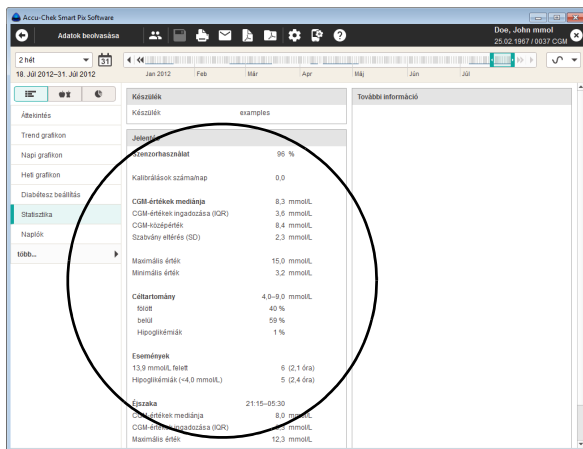 Accu-Chek Smart Pix Software
Adatok beolvasása
Doe, John mmol
25.02.1967 / 0037 CGM
2 hét
31
18. Júl 2012–31. Júl 2012
Jan 2012 Feb Már Apr Máj Jún Júl
Áttekintés
Trend grafikon
Napi grafikon
Heti grafikon
Diabétesz beállítás
Statisztika
Naplók
több...
Készülék
Készülék examples
További információ
Jelentés
Szenzorhasználat 96 %
Kalibrálások száma/nap 0,0
CGM-értékek mediánja 8,3 mmol/L
CGM-értékek ingadozása (IQR) 3,6 mmol/L
CGM-középérték 8,4 mmol/L
Szabvány eltérés (SD) 2,3 mmol/L
Maximális érték 15,0 mmol/L
Minimális érték 3,2 mmol/L
Céltartomány 4,0–9,0 mmol/L
fölött 40 %
belül 59 %
Hipoglikémiák 1 %
Események
13,9 mmol/L felett 6 (2,1 óra)
Hipoglikémiák (<4,0 mmol/L) 5 (2,4 óra)
Éjszaka 21:15–05:30
CGM-értékek mediánja 8,0 mmol/L
CGM-értékek ingadozása (IQR) mmol/L
Maximális érték 12,3 mmol/L